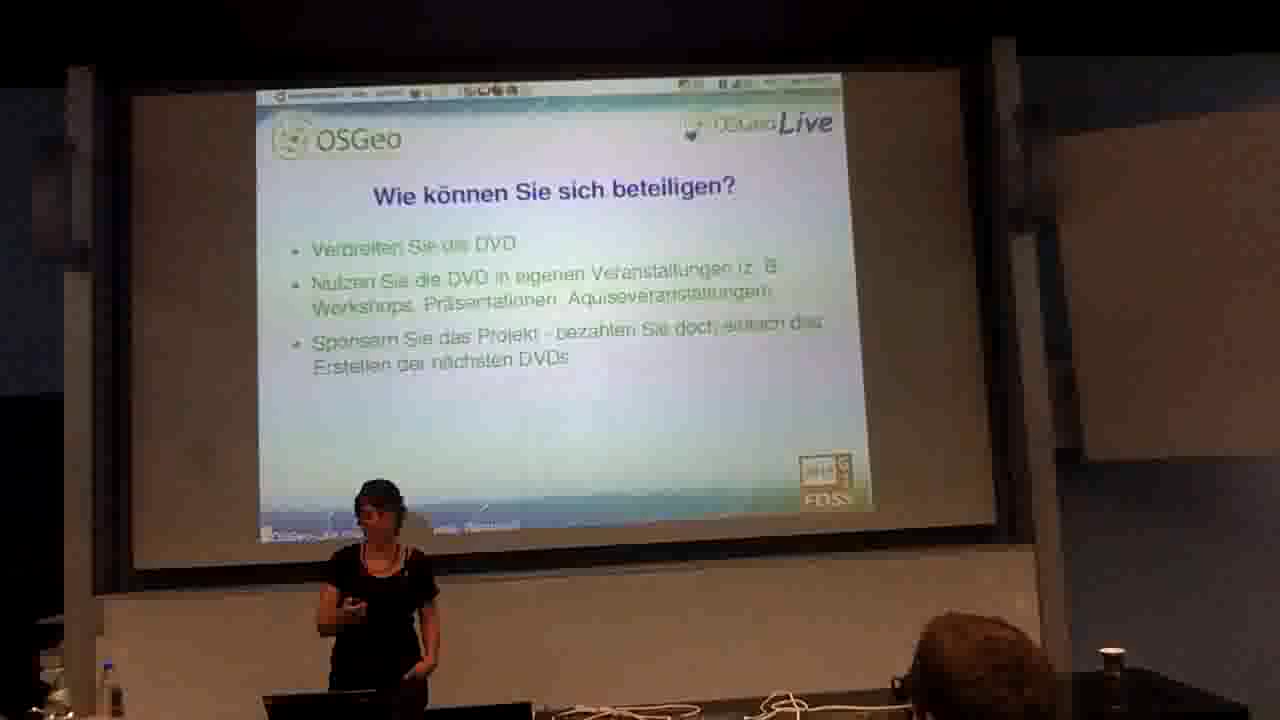 OSGeo
OSGeo Live
Wie können Sie sich beteiligen?
Verbreiten Sie die DVD
Nutzen Sie die DVD in eigenen Veranstaltungen (z. B.
Workshops, Präsentationen, Aquiseveranstaltungen)
Sponsern Sie das Projekt - bezahlen Sie doch einfach das
Erstellen der nächsten DVDs
FOSS